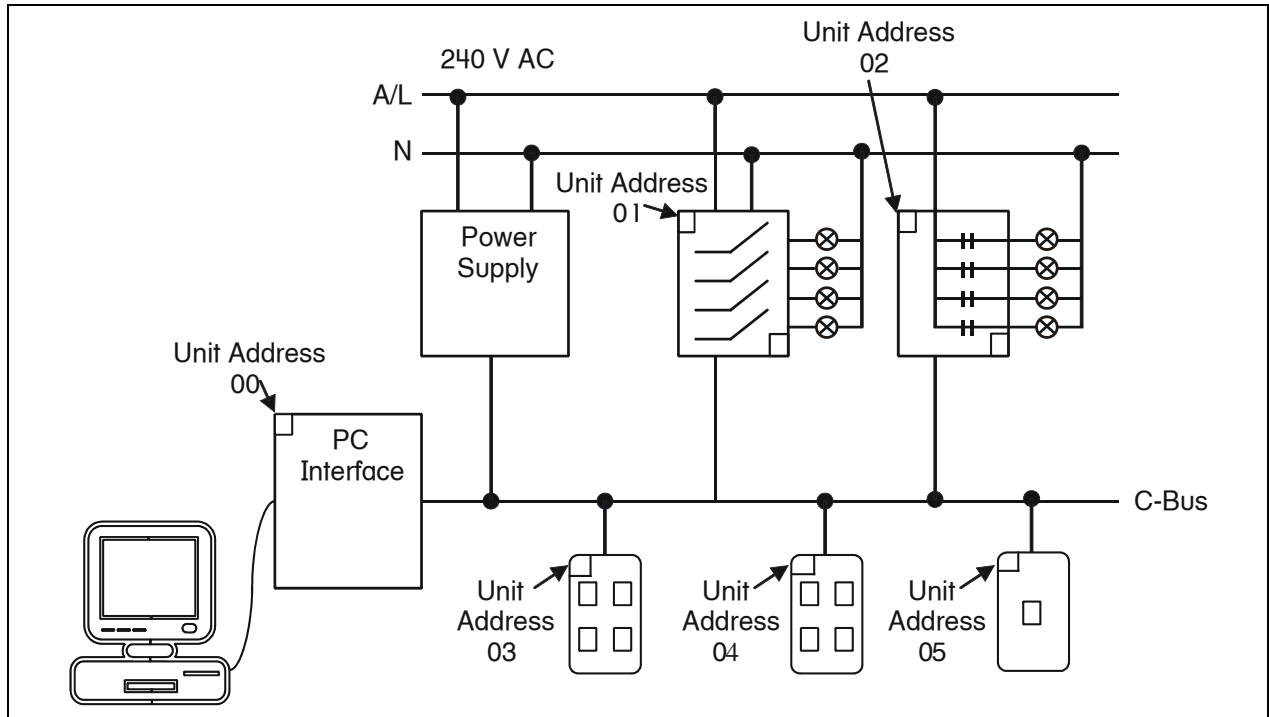 Unit Address
02
240 V AC
A/L
N
Unit Address
01
Power
Supply
Unit Address
00
PC
Interface
C-Bus
Unit
Address
03
Unit
Address
04
Unit
Address
05